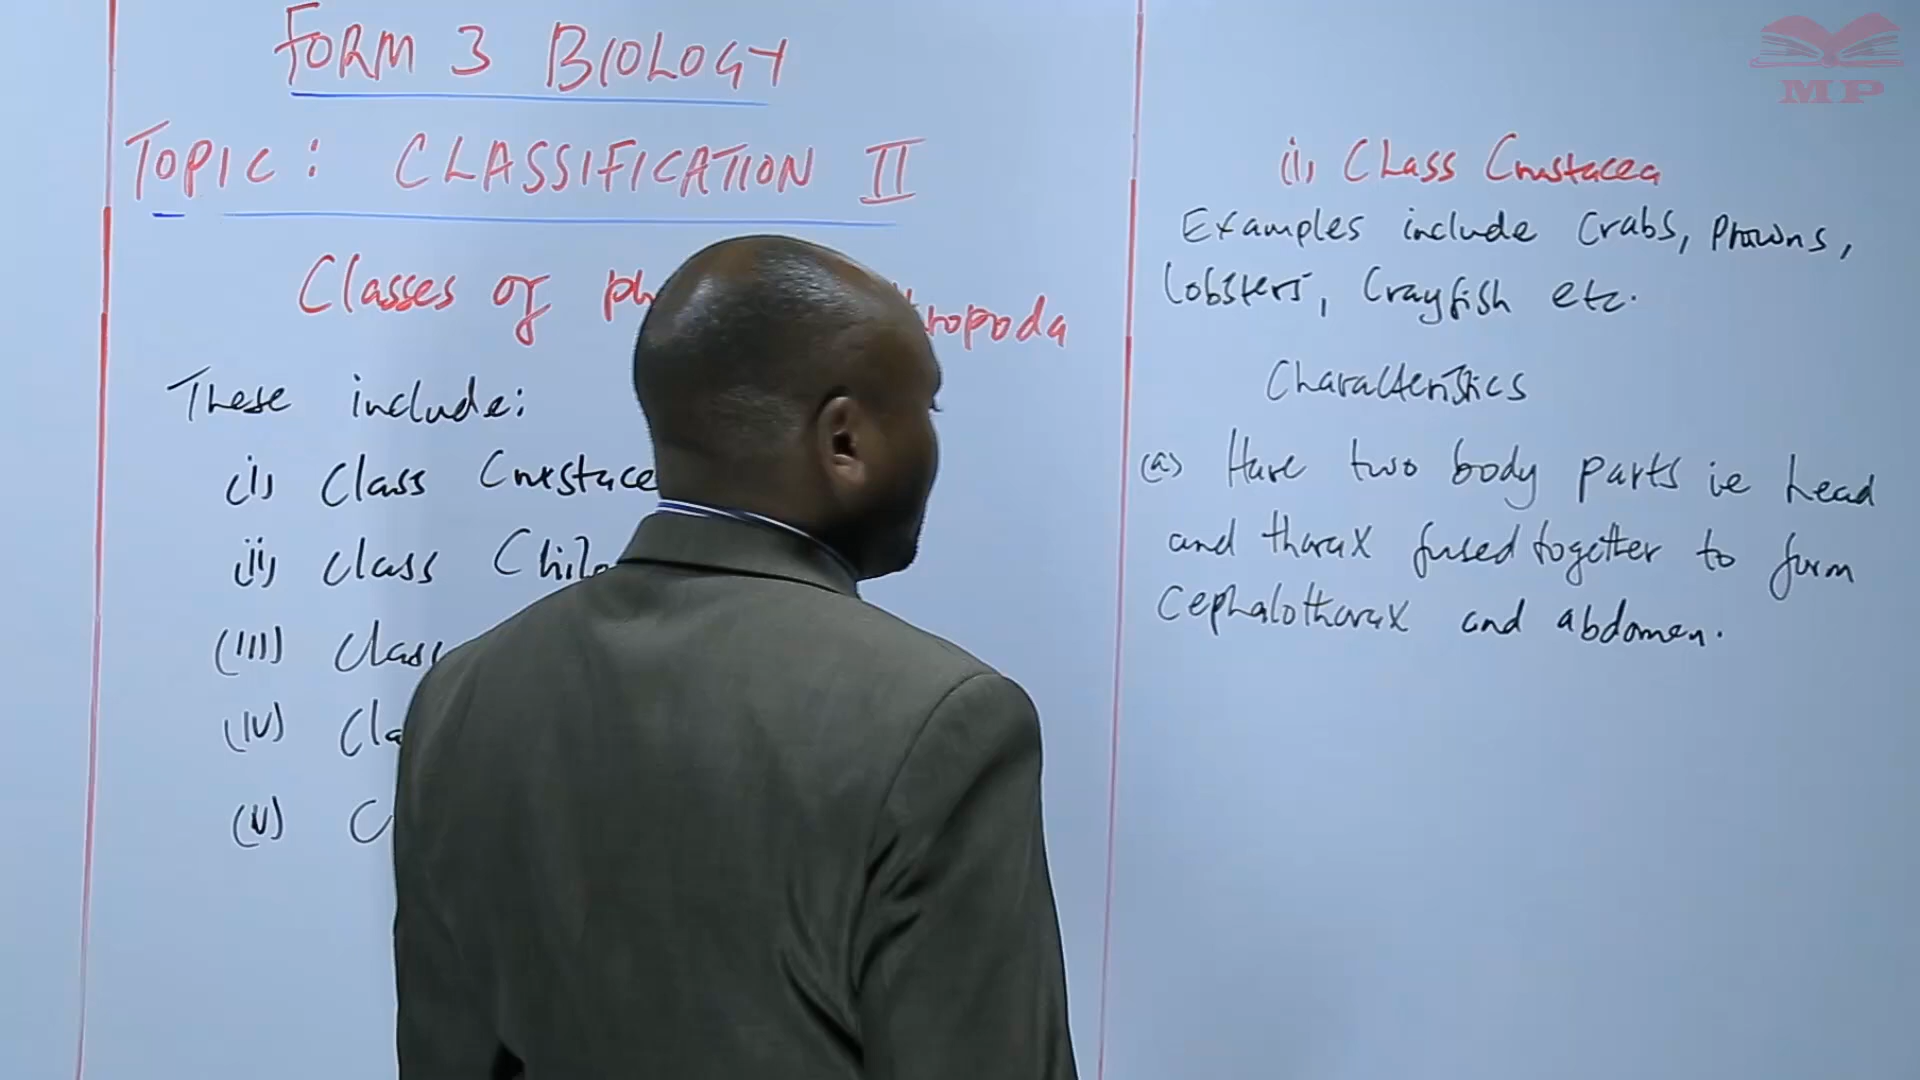 FORM 3 BIOLOGY
TOPIC: CLASSIFICATION II
Classes of
These include:
(i) Class
(ii) Class
(III) Class
(IV)
(V)
MP
(i) Class Crustacea
Examples include Crabs, Prawns,
lobsters, Crayfish etc.
Characteristics
(a) Have two body parts ie head
and thorax fused together to form
Cephalothorax and abdomen.